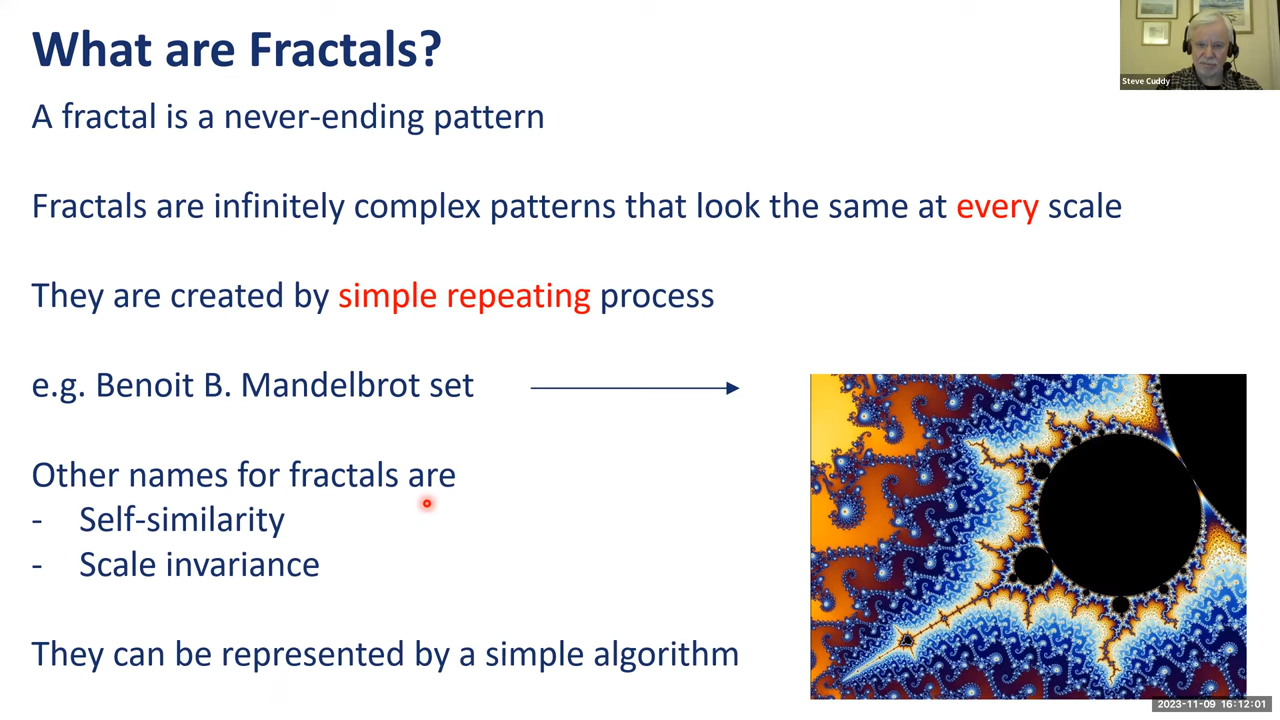 What are Fractals?
A fractal is a never-ending pattern
Fractals are infinitely complex patterns that look the same at every scale
They are created by simple repeating process
e.g. Benoit B. Mandelbrot set
Other names for fractals are
- Self-similarity
- Scale invariance
They can be represented by a simple algorithm
Steve Cuddy
2023-11-09 16:12:01